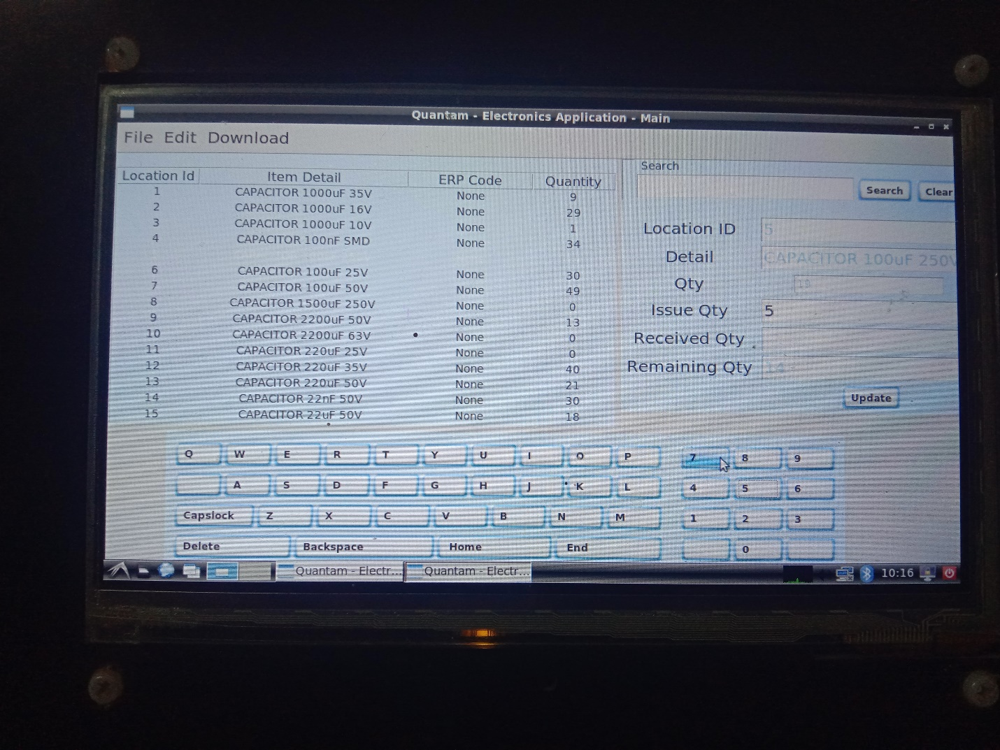 Quantam - Electronics Application - Main
File Edit Download
Location Id Item Detail ERP Code Quantity
1 CAPACITOR 1000uF 35V None 9
2 CAPACITOR 1000uF 16V None 29
3 CAPACITOR 1000uF 10V None 1
4 CAPACITOR 100nF SMD None 34
6 CAPACITOR 100uF 25V None 30
7 CAPACITOR 100uF 50V None 49
8 CAPACITOR 1500uF 250V None 0
9 CAPACITOR 2200uF 50V None 13
10 CAPACITOR 2200uF 63V None 0
11 CAPACITOR 220uF 25V None 0
12 CAPACITOR 220uF 35V None 40
13 CAPACITOR 220uF 50V None 21
14 CAPACITOR 22nF 50V None 30
15 CAPACITOR 22uF 50V None 18
Search
Search Clear
Location ID 5
Detail CAPACITOR 100uF 250V
Qty 19
Issue Qty 5
Received Qty
Remaining Qty 14
Update
Q W E R T Y U I O P 7 8 9
A S D F G H J K L 4 5 6
Capslock Z X C V B N M 1 2 3
Delete Backspace Home End 0
Quantam - Electr... Quantam - Electr... 10:16